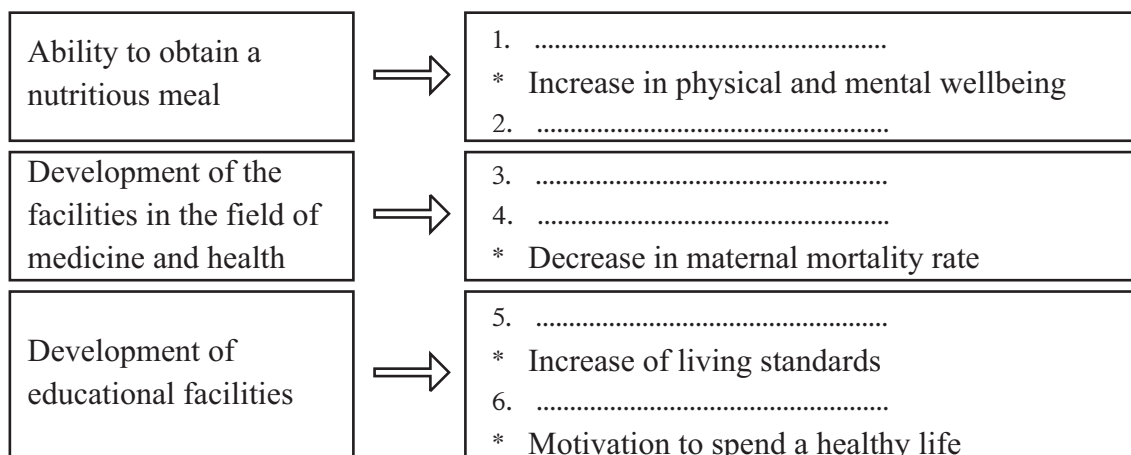 Ability to obtain a
nutritious meal
1. ................................................
* Increase in physical and mental wellbeing
2. ................................................
Development of the
facilities in the field of
medicine and health
3. ................................................
4. ................................................
* Decrease in maternal mortality rate
Development of
educational facilities
5. ................................................
* Increase of living standards
6. ................................................
* Motivation to spend a healthy life